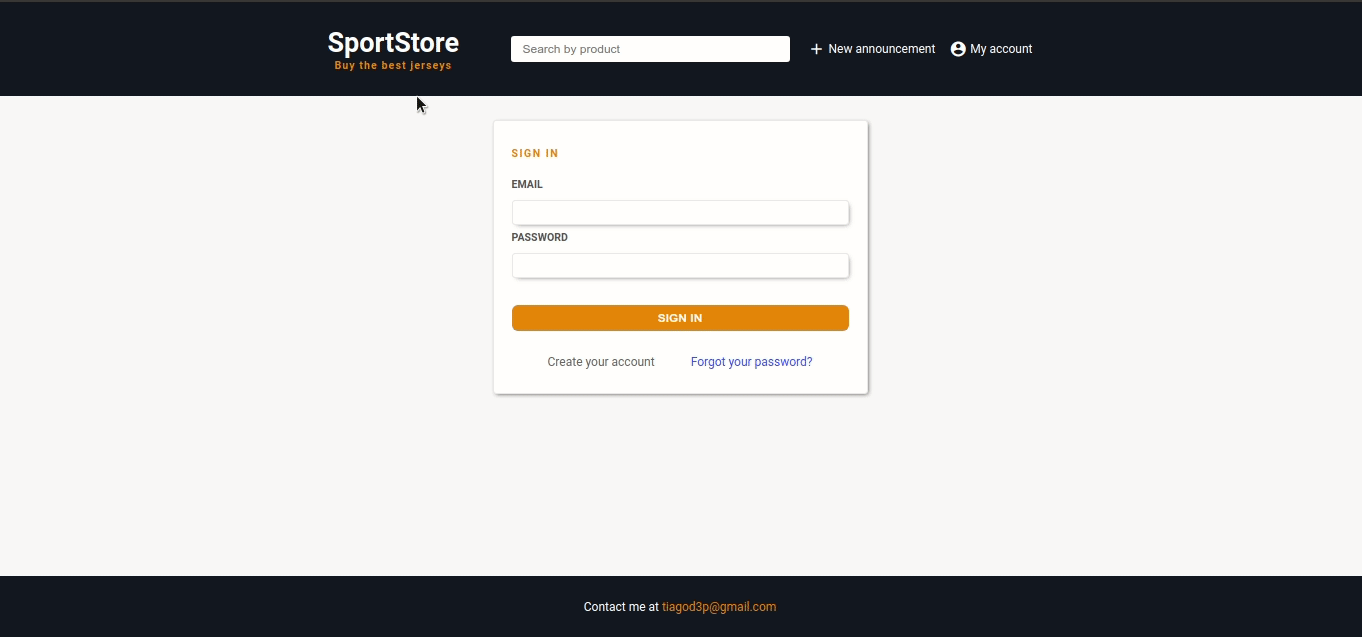 SportStore
Buy the best jerseys
Search by product
New announcement
My account
SIGN IN
EMAIL
PASSWORD
SIGN IN
Create your account
Forgot your password?
Contact me at tiagod3p@gmail.com